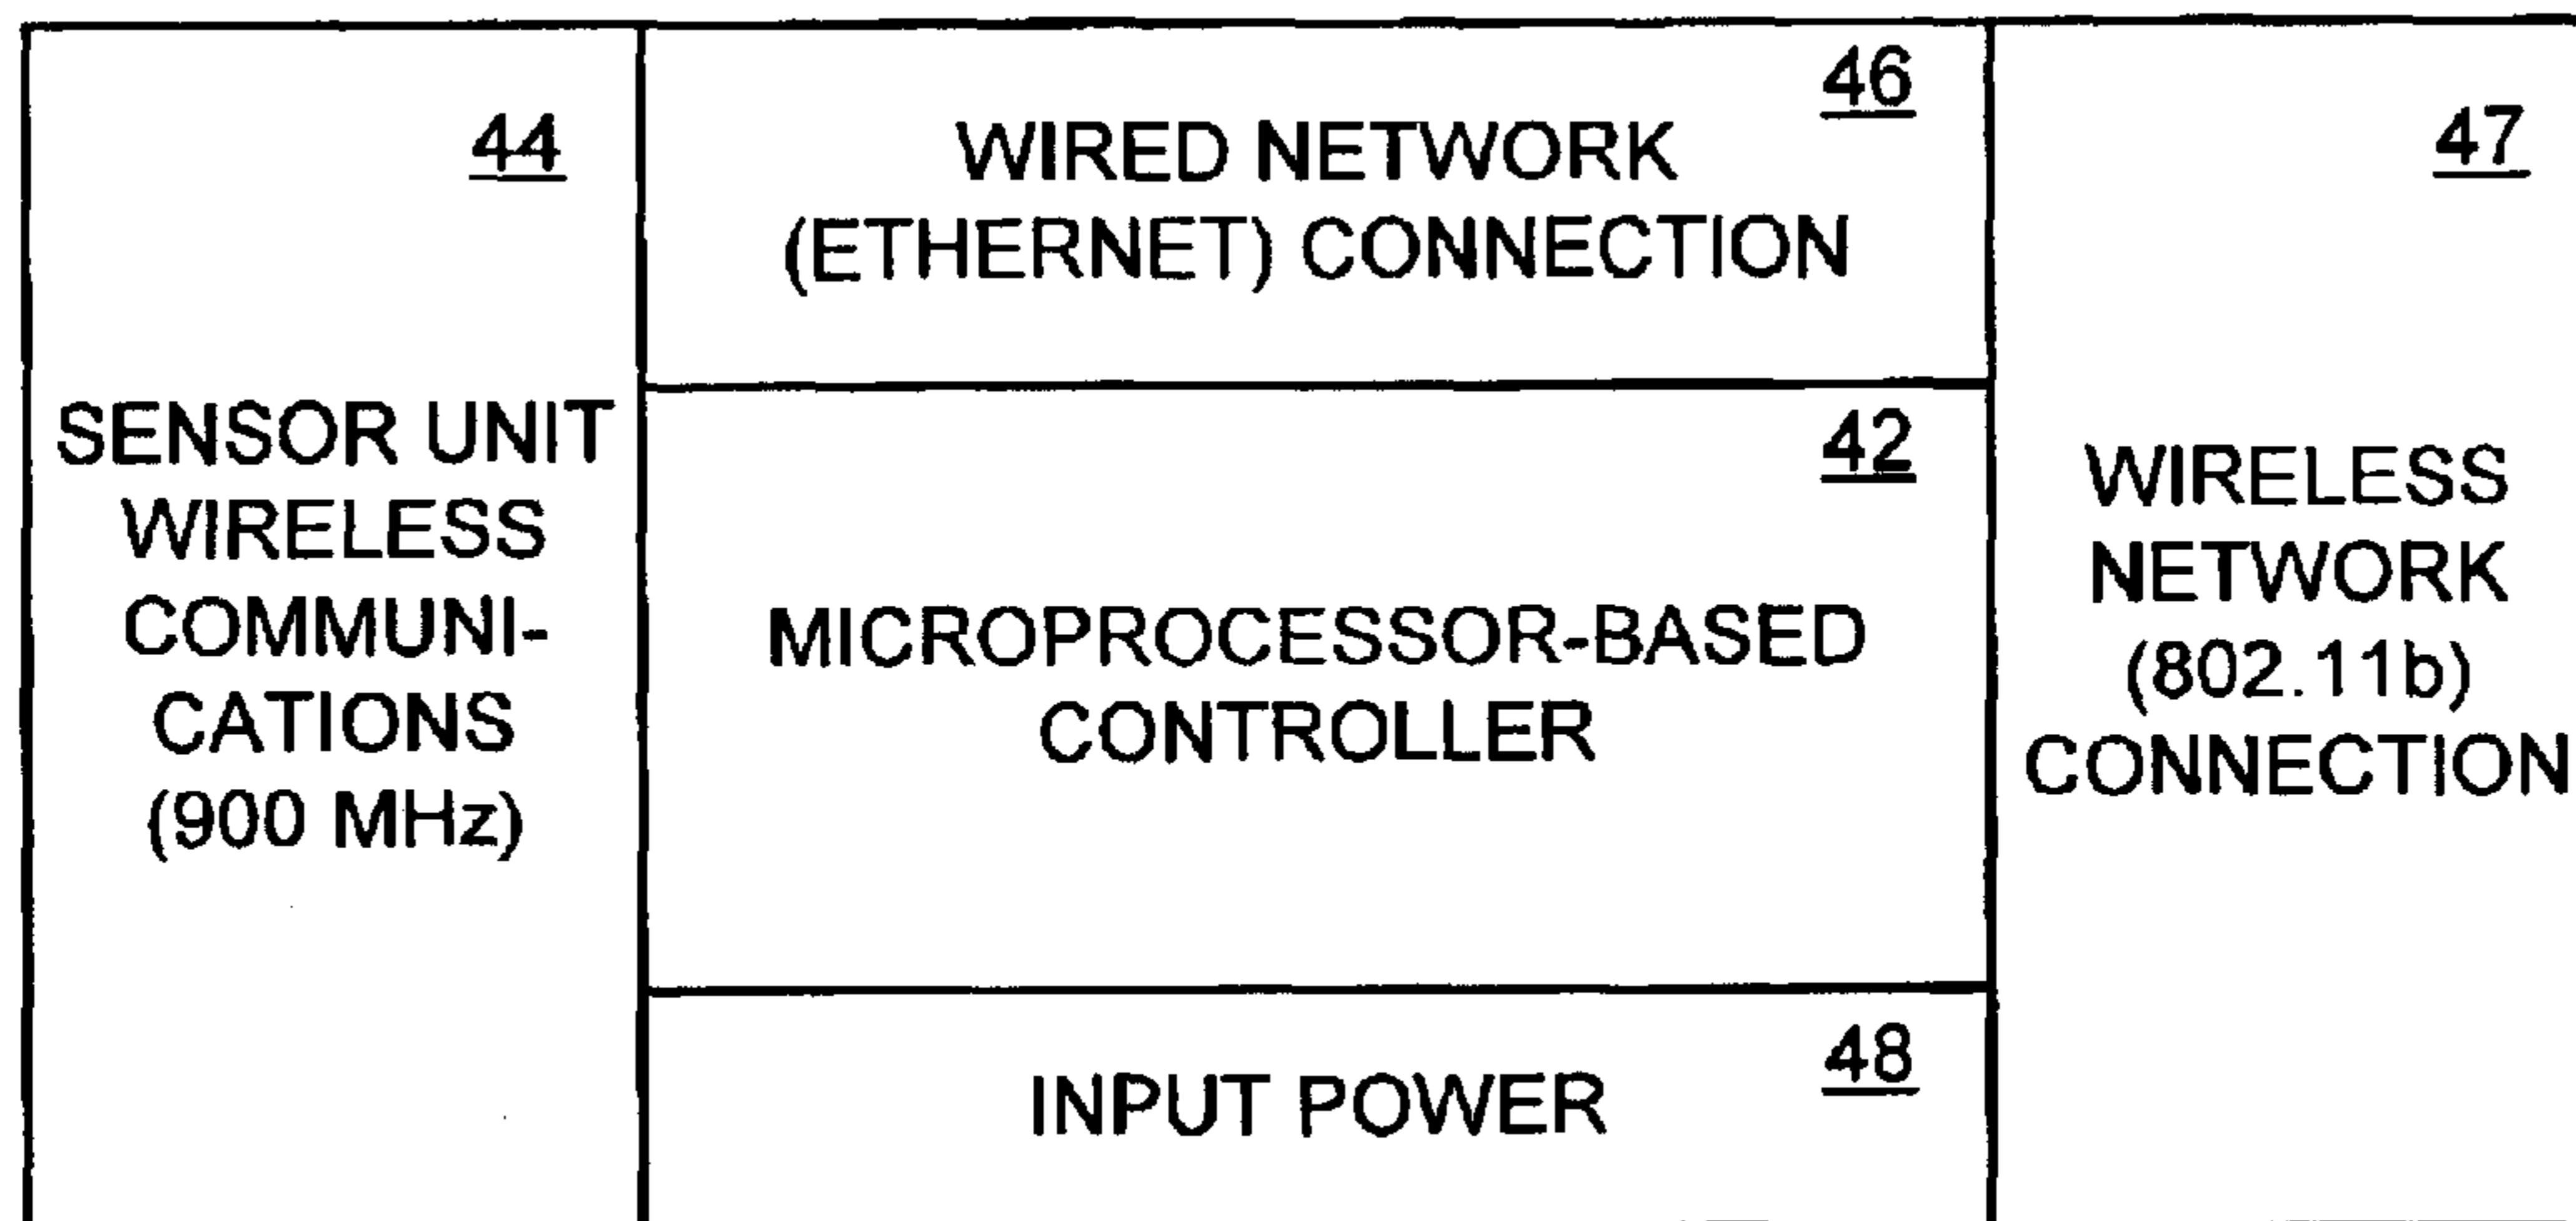 44
SENSOR UNIT
WIRELESS
COMMUNI-
CATIONS
(900 MHz)
46
WIRED NETWORK
(ETHERNET) CONNECTION
42
MICROPROCESSOR-BASED
CONTROLLER
48
INPUT POWER
47
WIRELESS
NETWORK
(802.11b)
CONNECTION